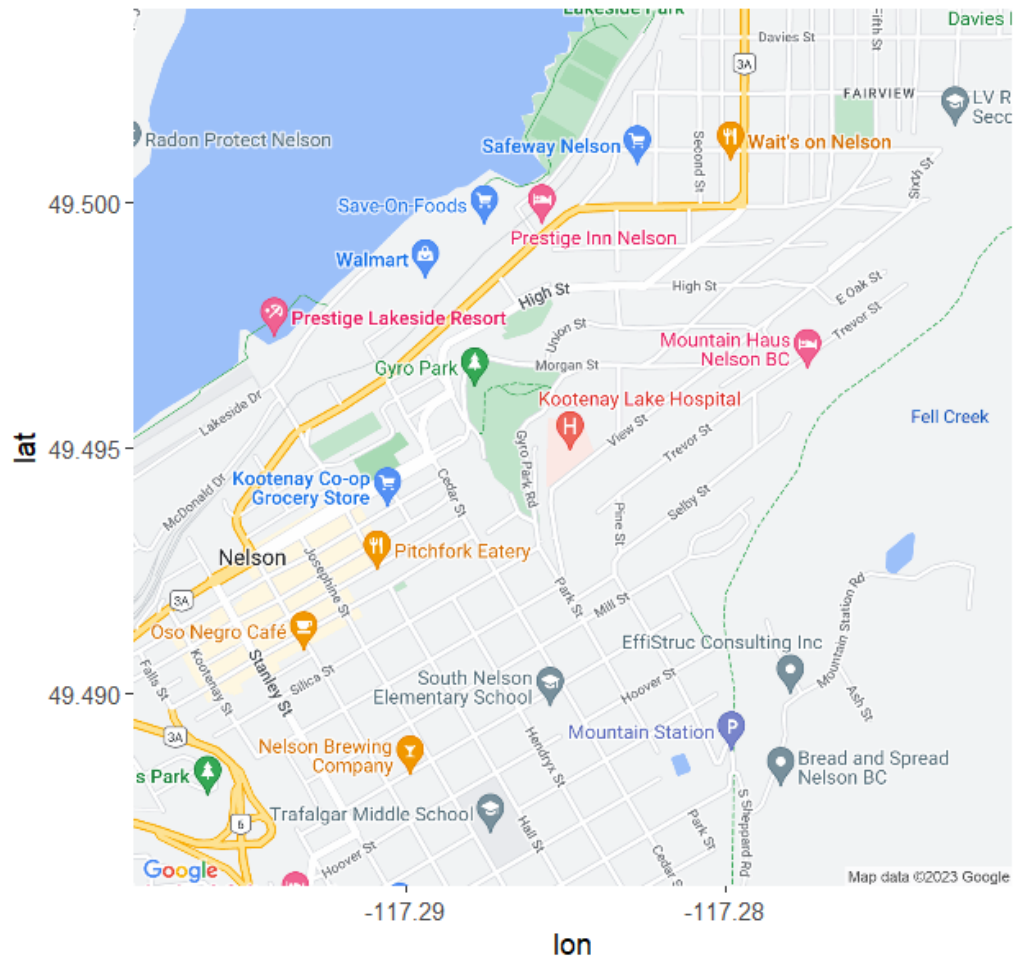 Lakeside Park
Davies
Davies St
Fifth St
3A
FAIRVIEW
LV R
Seco
Radon Protect Nelson
Safeway Nelson
Second St
Wait's on Nelson
Sixth St
49.500
Save-On-Foods
Prestige Inn Nelson
Walmart
High St
High St
E Oak St
Trevor St
Prestige Lakeside Resort
Union St
Mountain Haus
Nelson BC
Gyro Park
Morgan St
Kootenay Lake Hospital
H
Lakeside Dr
Fell Creek
lat
49.495
View St
Trevor St
Gyro Park Rd
Kootenay Co-op
Grocery Store
Cedar St
McDonald Dr
Selby St
Pine St
Nelson
Pitchfork Eatery
Josephine St
3A
Park St
Mill St
Mountain Station Rd
Oso Negro Café
EffiStruc Consulting Inc
Falls St
Kootenay St
Stanley St
Silica St
49.490
South Nelson
Elementary School
Hoover St
Ash St
3A
Mountain Station
P
Nelson Brewing
Company
Hendryx St
Bread and Spread
Nelson BC
s Park
6
Trafalgar Middle School
Hall St
Park St
S Sheppard Rd
Hoover St
Cedar S
Google
Map data ©2023 Google
-117.29
-117.28
lon